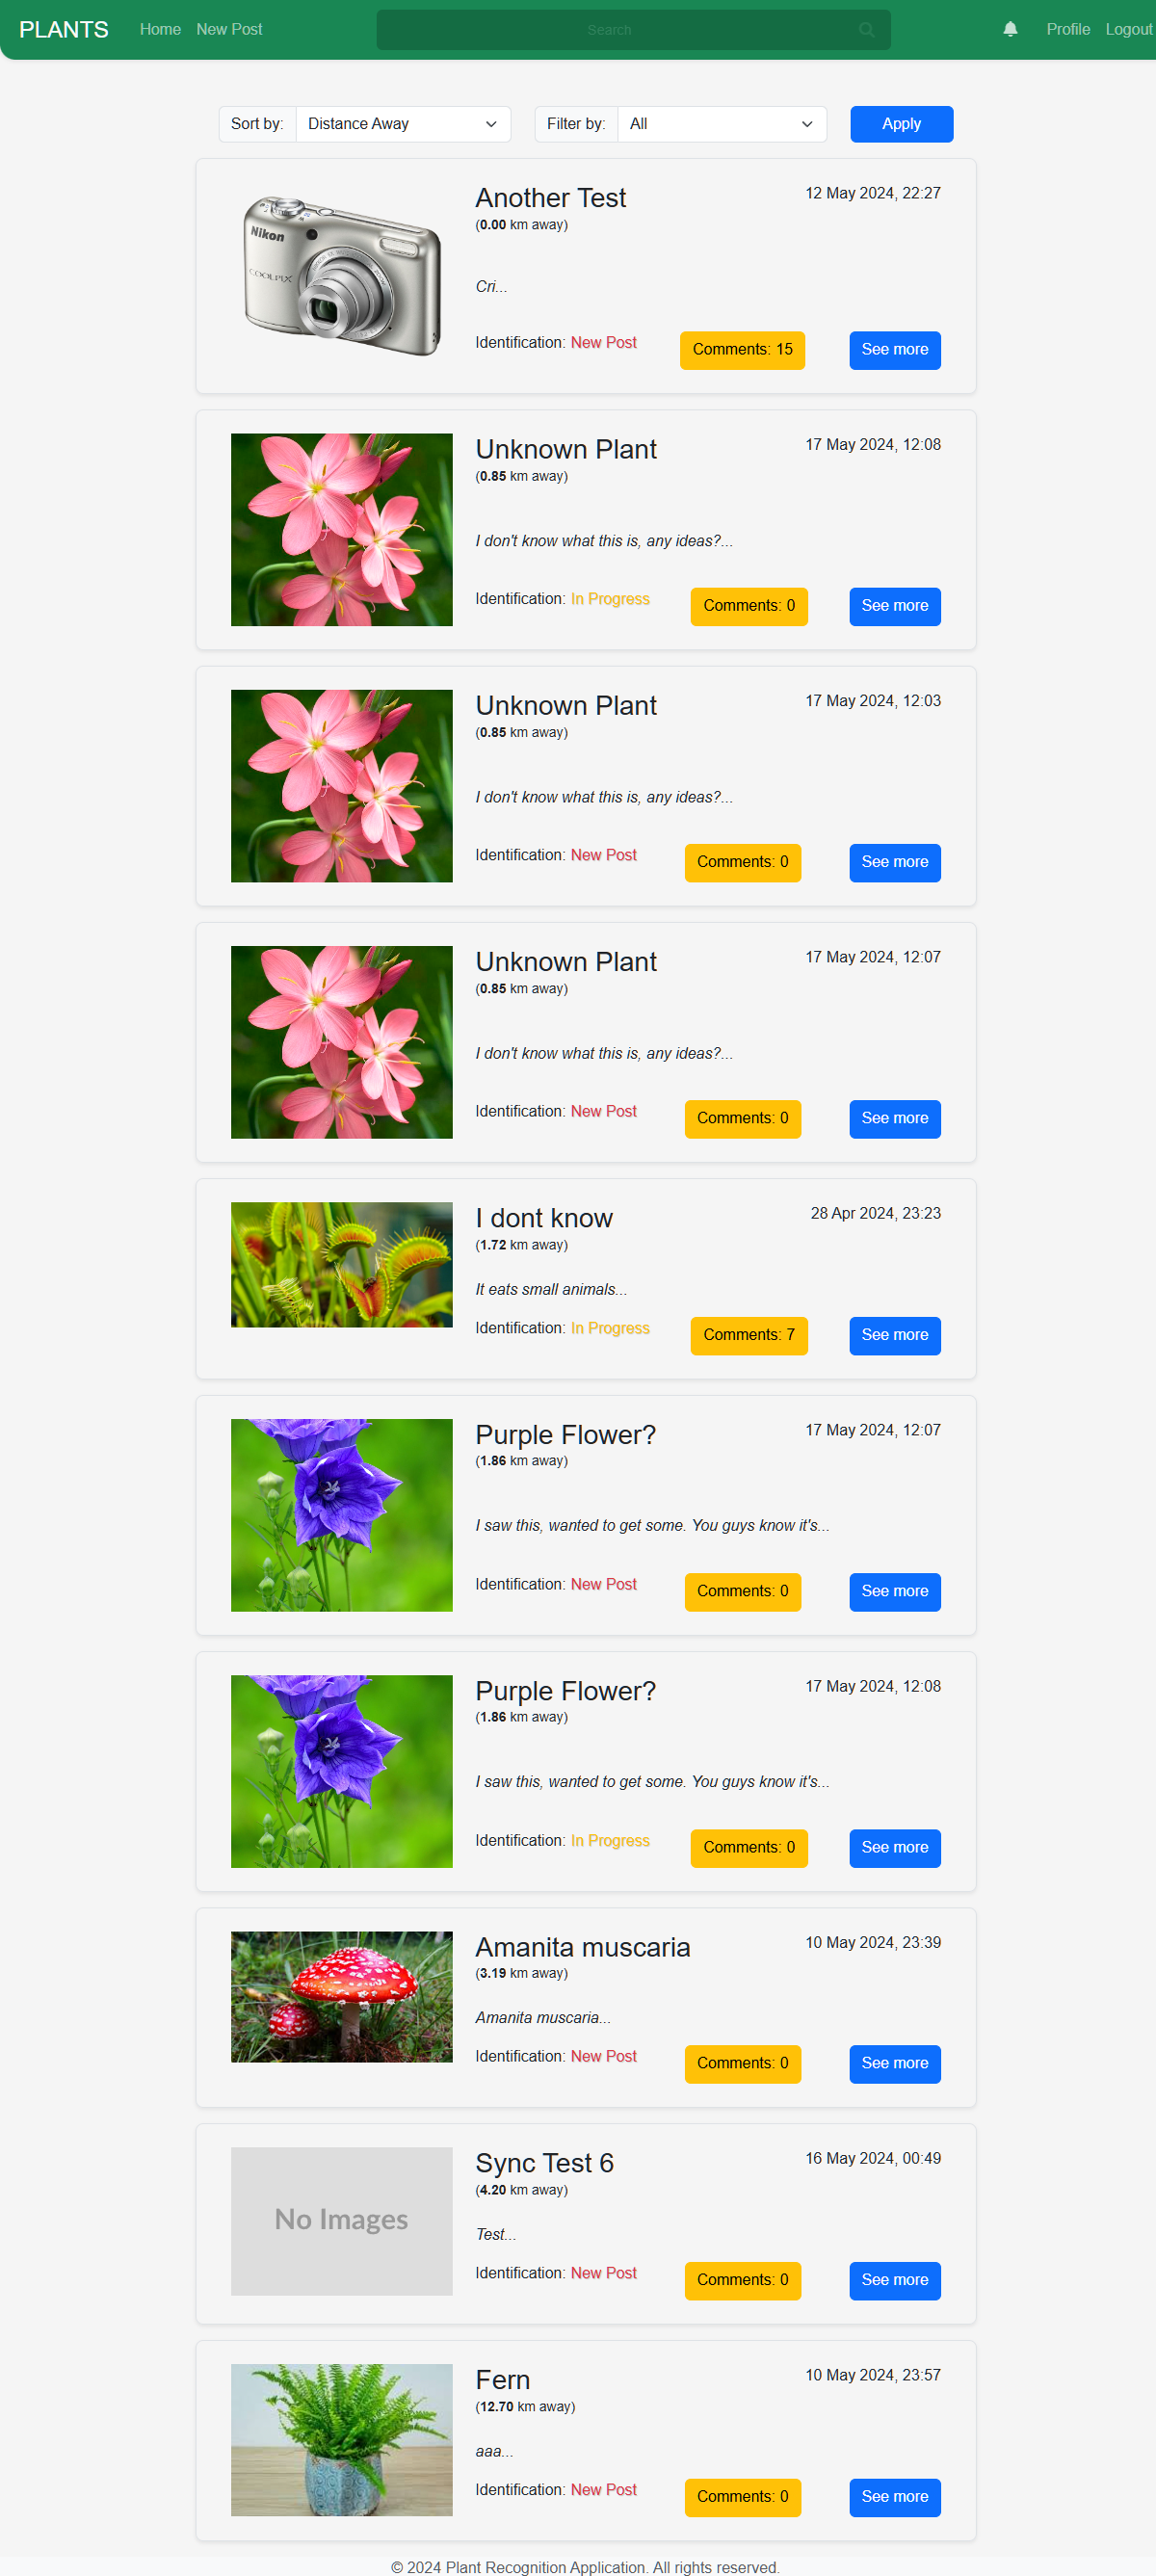 PLANTS Home New Post Search Profile Logout
Sort by: Distance Away Filter by: All Apply
Another Test 12 May 2024, 22:27
(0.00 km away)
Nikon
COOLPIX
Cri...
Identification: New Post Comments: 15 See more
Unknown Plant 17 May 2024, 12:08
(0.85 km away)
I don't know what this is, any ideas?...
Identification: In Progress Comments: 0 See more
Unknown Plant 17 May 2024, 12:03
(0.85 km away)
I don't know what this is, any ideas?...
Identification: New Post Comments: 0 See more
Unknown Plant 17 May 2024, 12:07
(0.85 km away)
I don't know what this is, any ideas?...
Identification: New Post Comments: 0 See more
I dont know 28 Apr 2024, 23:23
(1.72 km away)
It eats small animals...
Identification: In Progress Comments: 7 See more
Purple Flower? 17 May 2024, 12:07
(1.86 km away)
I saw this, wanted to get some. You guys know it's...
Identification: New Post Comments: 0 See more
Purple Flower? 17 May 2024, 12:08
(1.86 km away)
I saw this, wanted to get some. You guys know it's...
Identification: In Progress Comments: 0 See more
Amanita muscaria 10 May 2024, 23:39
(3.19 km away)
Amanita muscaria...
Identification: New Post Comments: 0 See more
Sync Test 6 16 May 2024, 00:49
(4.20 km away)
No Images
Test...
Identification: New Post Comments: 0 See more
Fern 10 May 2024, 23:57
(12.70 km away)
aaa...
Identification: New Post Comments: 0 See more
© 2024 Plant Recognition Application. All rights reserved.